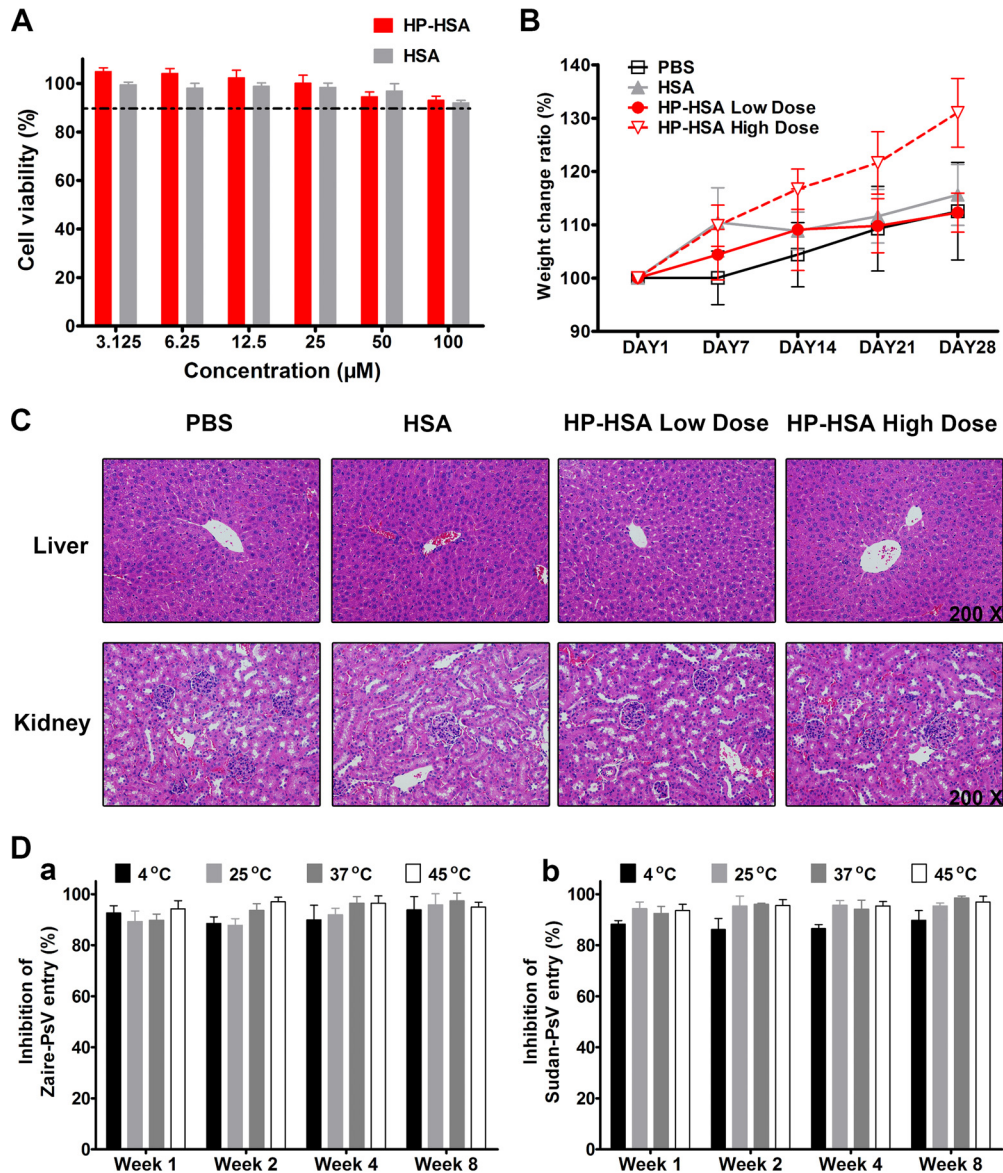 A
HP-HSA
HSA
Cell viability (%)
100
80
60
40
20
0
3.125 6.25 12.5 25 50 100
Concentration (µM)
B
PBS
HSA
HP-HSA Low Dose
HP-HSA High Dose
Weight change ratio (%)
140
130
120
110
100
90
DAY1 DAY7 DAY14 DAY21 DAY28
C
PBS HSA HP-HSA Low Dose HP-HSA High Dose
Liver
200 X
Kidney
200 X
D
a
4 °C 25 °C 37 °C 45 °C
Inhibition of
Zaire-PsV entry (%)
100
80
60
40
20
0
Week 1 Week 2 Week 4 Week 8
b
4 °C 25 °C 37 °C 45 °C
Inhibition of
Sudan-PsV entry (%)
100
80
60
40
20
0
Week 1 Week 2 Week 4 Week 8